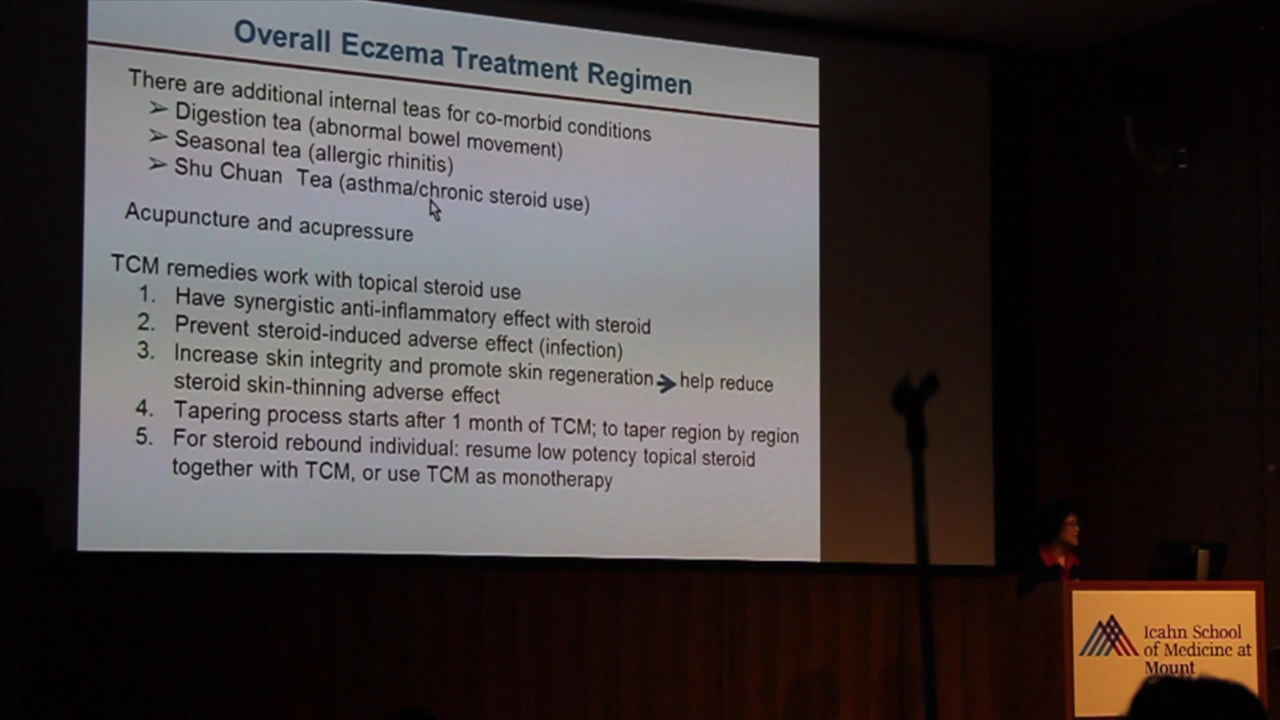 Overall Eczema Treatment Regimen
There are additional internal teas for co-morbid conditions
➢ Digestion tea (abnormal bowel movement)
➢ Seasonal tea (allergic rhinitis)
➢ Shu Chuan Tea (asthma/chronic steroid use)
Acupuncture and acupressure
TCM remedies work with topical steroid use
1. Have synergistic anti-inflammatory effect with steroid
2. Prevent steroid-induced adverse effect (infection)
3. Increase skin integrity and promote skin regeneration➔help reduce
steroid skin-thinning adverse effect
4. Tapering process starts after 1 month of TCM; to taper region by region
5. For steroid rebound individual: resume low potency topical steroid
together with TCM, or use TCM as monotherapy
Icahn School
of Medicine at
Mount